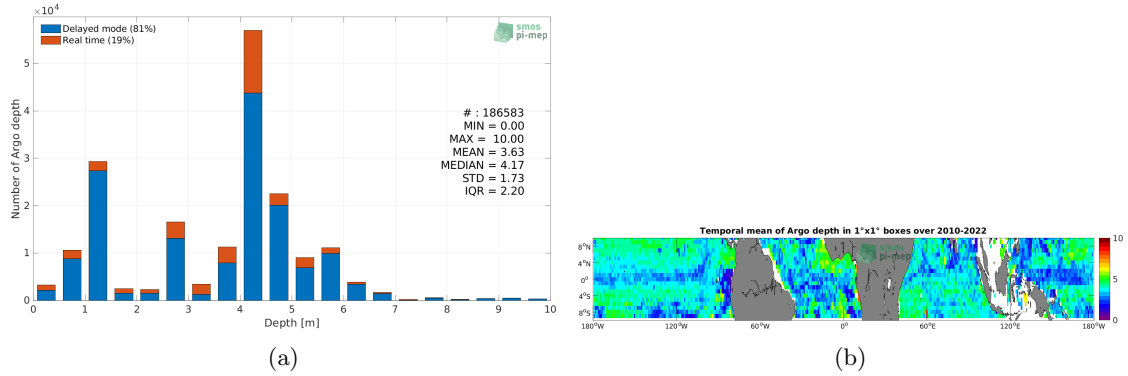 ×10⁴
Delayed mode (81%)
Real time (19%)
smos
pi-mep
5
4
3
2
1
0
Number of Argo depth
# : 186583
MIN = 0.00
MAX = 10.00
MEAN = 3.63
MEDIAN = 4.17
STD = 1.73
IQR = 2.20
0 1 2 3 4 5 6 7 8 9 10
Depth [m]
(a)
Temporal mean of Argo depth in 1°x1° boxes over 2010-2022
smos
pi-mep
8°N
4°N
0°
4°S
8°S
180°W 120°W 60°W 0° 60°E 120°E 180°W
10
5
0
(b)